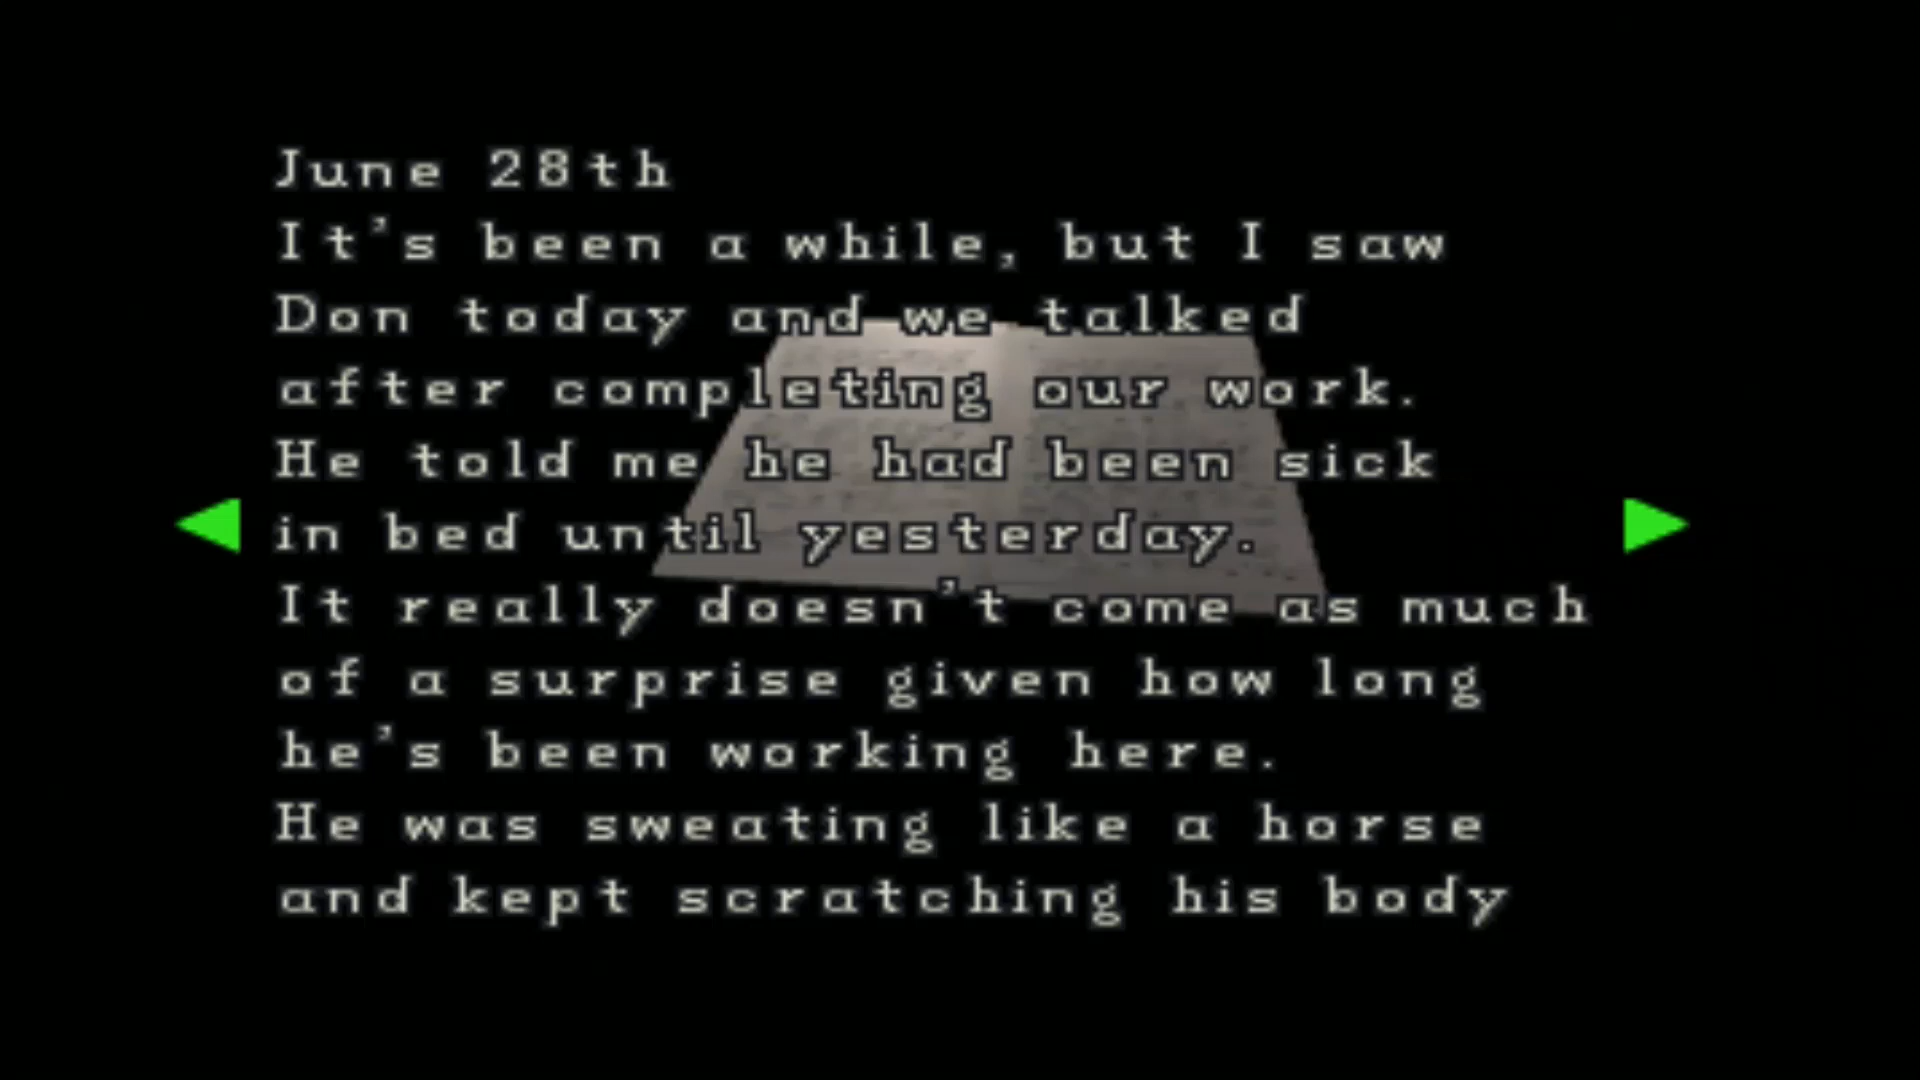 June 28th
It's been a while, but I saw
Don today and we talked
after completing our work.
He told me he had been sick
in bed until yesterday.
It really doesn't come as much
of a surprise given how long
he's been working here.
He was sweating like a horse
and kept scratching his body